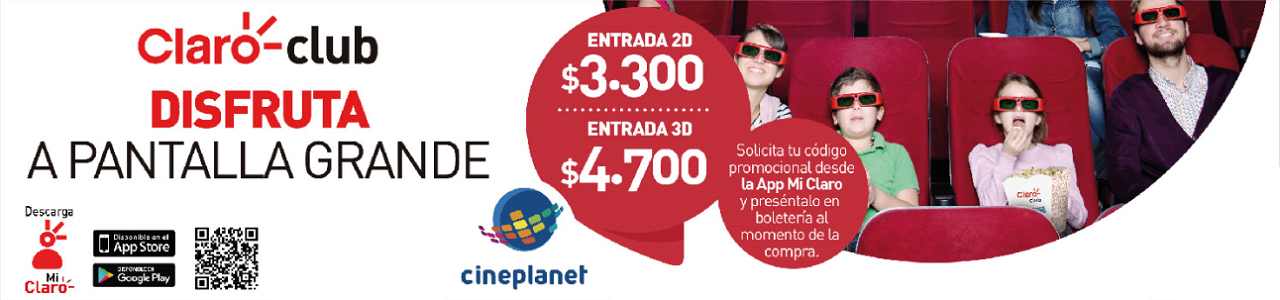 Claro-club
DISFRUTA
A PANTALLA GRANDE
Descarga
Mi
Claro-
Disponible en el
App Store
DISPONIBLE EN
Google Play
cineplanet
ENTRADA 2D
$3.300
ENTRADA 3D
$4.700
Solicita tu código
promocional desde
la App Mi Claro
y preséntalo en
boletería al
momento de la
compra.
Claro-